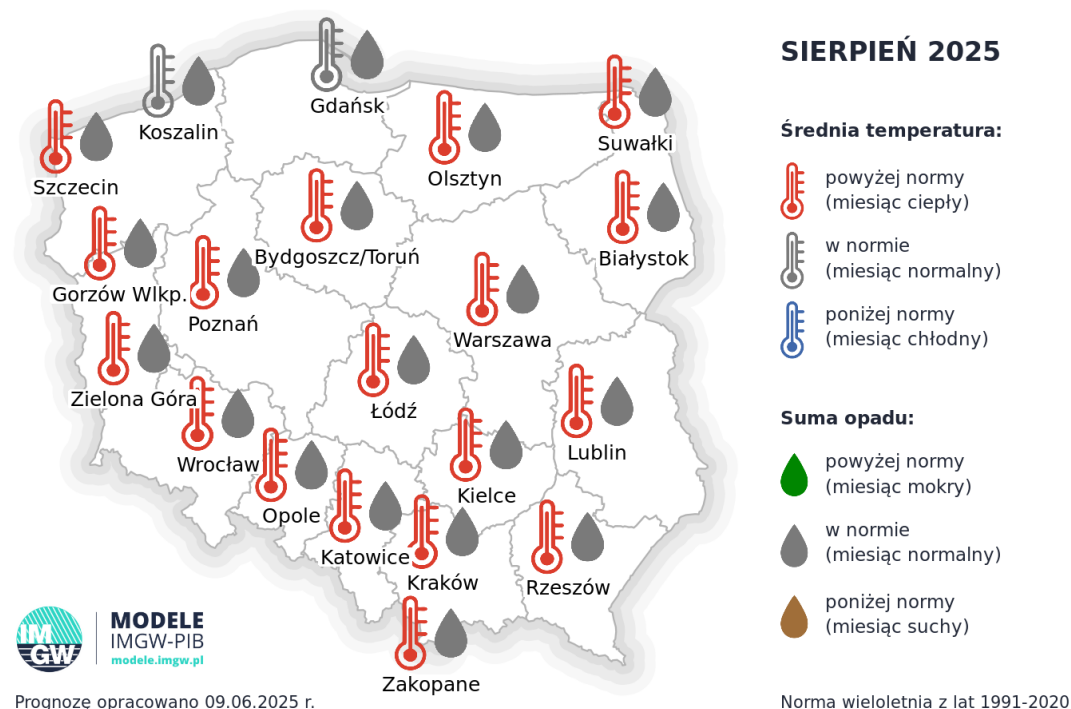 SIERPIEŃ 2025
Średnia temperatura:
powyżej normy
(miesiąc ciepły)
w normie
(miesiąc normalny)
poniżej normy
(miesiąc chłodny)
Suma opadu:
powyżej normy
(miesiąc mokry)
w normie
(miesiąc normalny)
poniżej normy
(miesiąc suchy)
Gdańsk
Koszalin
Suwałki
Olsztyn
Szczecin
Bydgoszcz/Toruń
Białystok
Gorzów Wlkp.
Poznań
Warszawa
Zielona Góra
Łódź
Lublin
Wrocław
Kielce
Opole
Katowice
Kraków
Rzeszów
Zakopane
IM
GW
MODELE
IMGW-PIB
modele.imgw.pl
Prognozę opracowano 09.06.2025 r.
Norma wieloletnia z lat 1991-2020